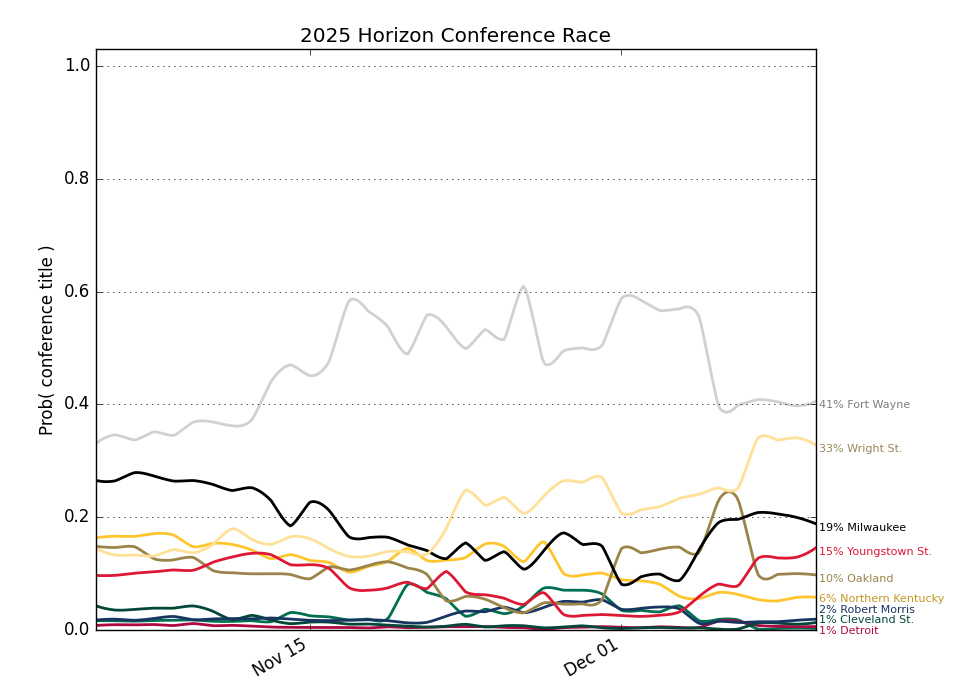 2025 Horizon Conference Race
Prob( conference title )
1.0
0.8
0.6
0.4
0.2
0.0
Nov 15
Dec 01
41% Fort Wayne
33% Wright St.
19% Milwaukee
15% Youngstown St.
10% Oakland
6% Northern Kentucky
2% Robert Morris
1% Cleveland St.
1% Detroit